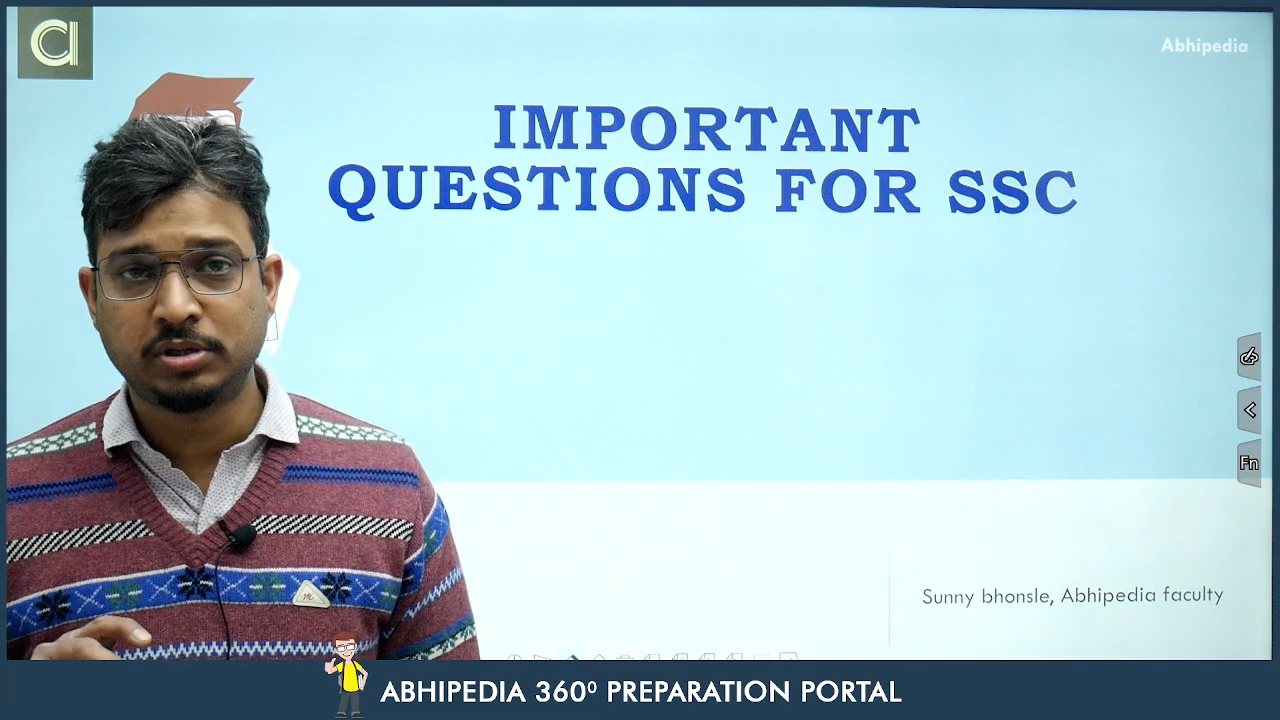 Abhipedia
IMPORTANT
QUESTIONS FOR SSC
Fn
Sunny bhonsle, Abhipedia faculty
ABHIPEDIA 360⁰ PREPARATION PORTAL